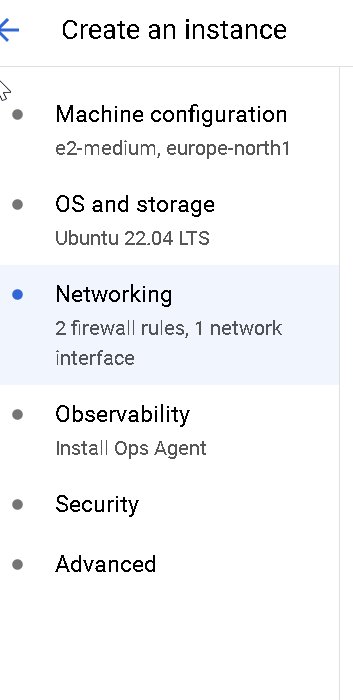 Create an instance
Machine configuration
e2-medium, europe-north1
OS and storage
Ubuntu 22.04 LTS
Networking
2 firewall rules, 1 network
interface
Observability
Install Ops Agent
Security
Advanced